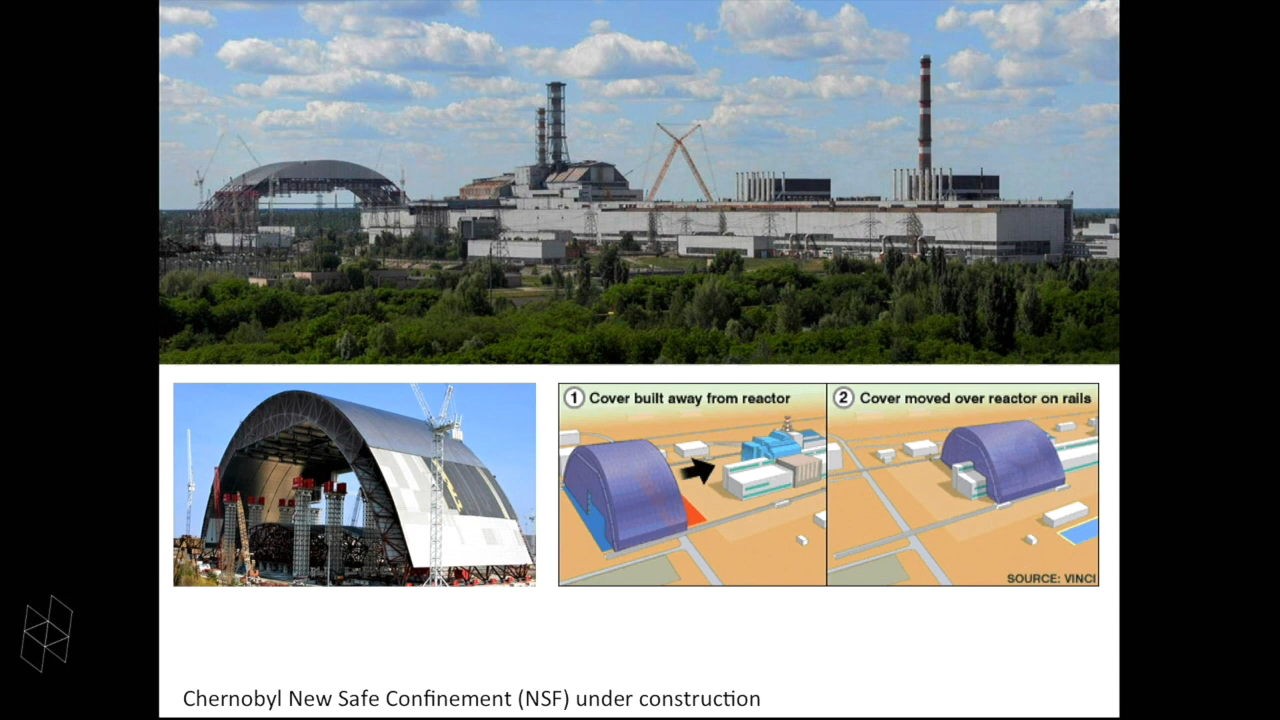 1 Cover built away from reactor
2 Cover moved over reactor on rails
SOURCE: VINCI
Chernobyl New Safe Confinement (NSF) under construction